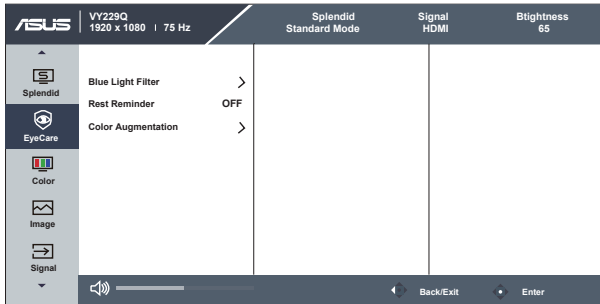 ASUS
VY229Q
1920 x 1080 | 75 Hz
Splendid
Standard Mode
Signal
HDMI
Btightness
65
Splendid
EyeCare
Color
Image
Signal
Blue Light Filter
Rest Reminder OFF
Color Augmentation
Back/Exit
Enter